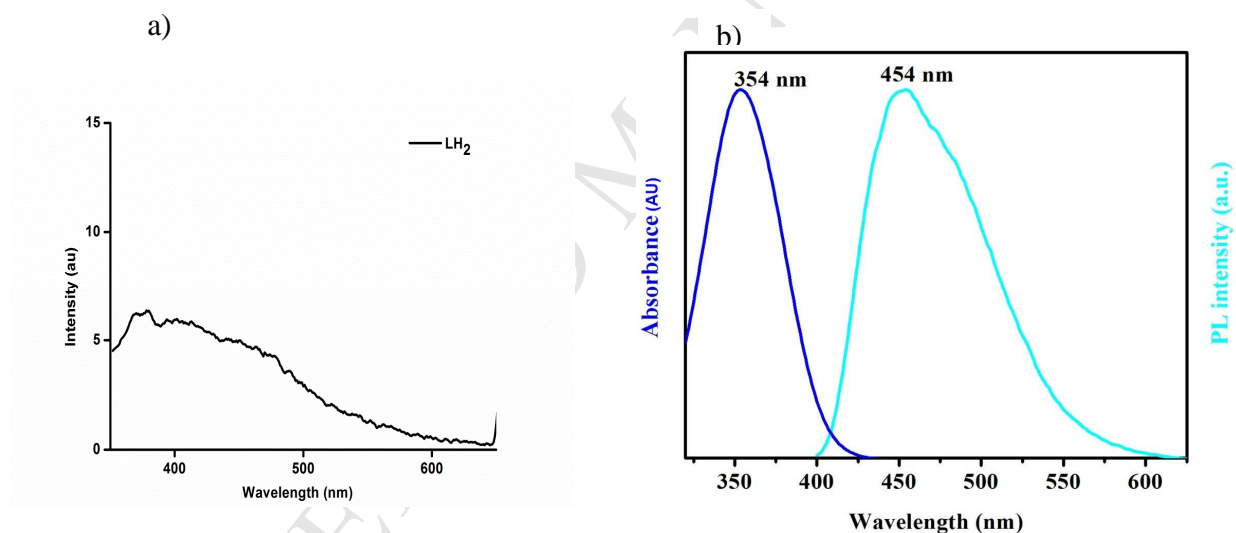 a)
15
10
5
0
LH2
Intensity (au)
400
500
600
Wavelength (nm)
b)
354 nm
454 nm
Absorbance (AU)
PL intensity (a.u.)
350
400
450
500
550
600
Wavelength (nm)